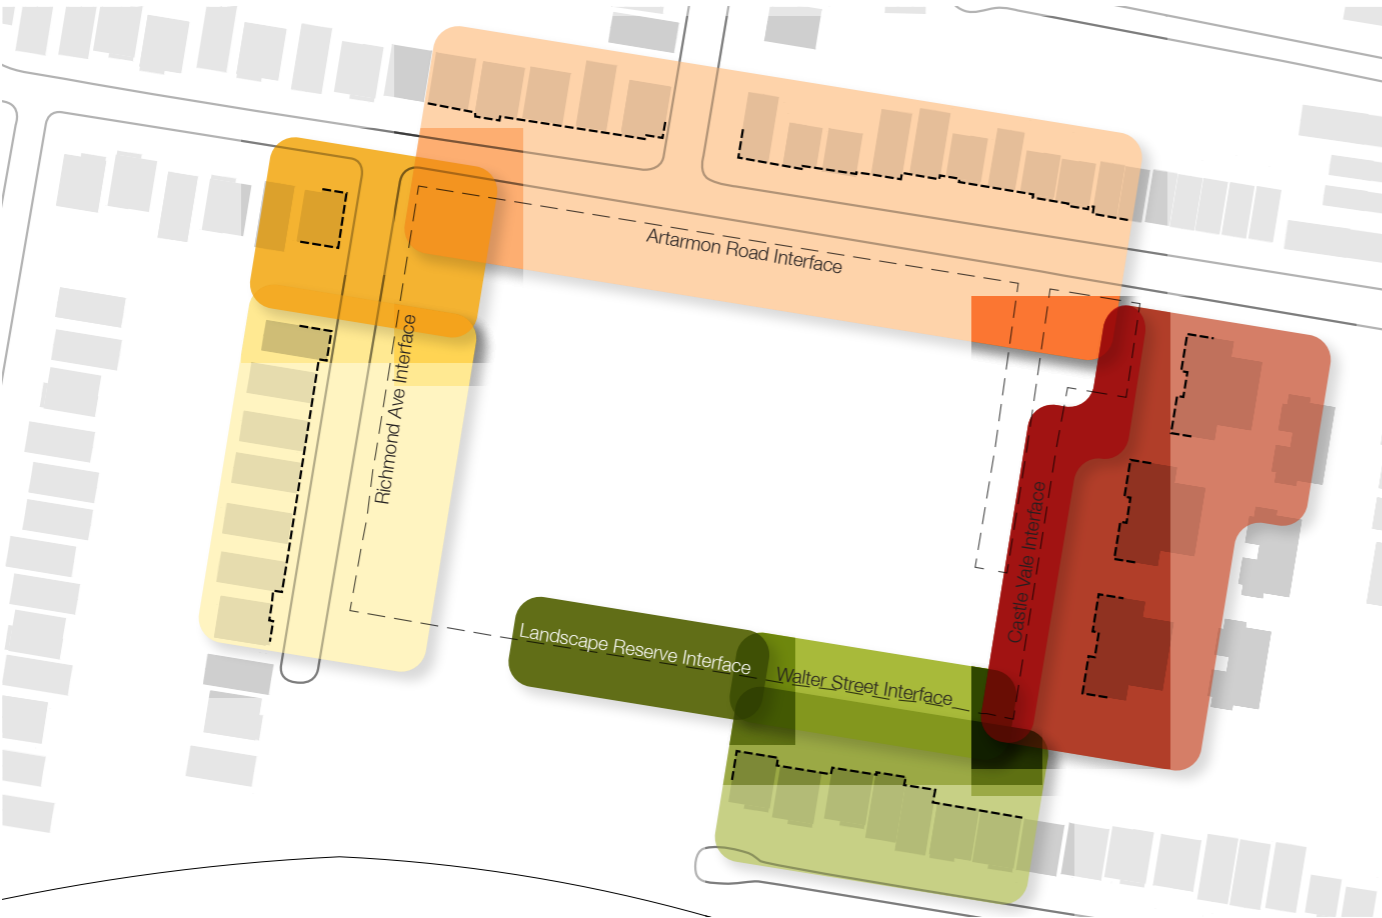 Artarmon Road Interface
Richmond Ave Interface
Castle Vale Interface
Landscape Reserve Interface
Walter Street Interface